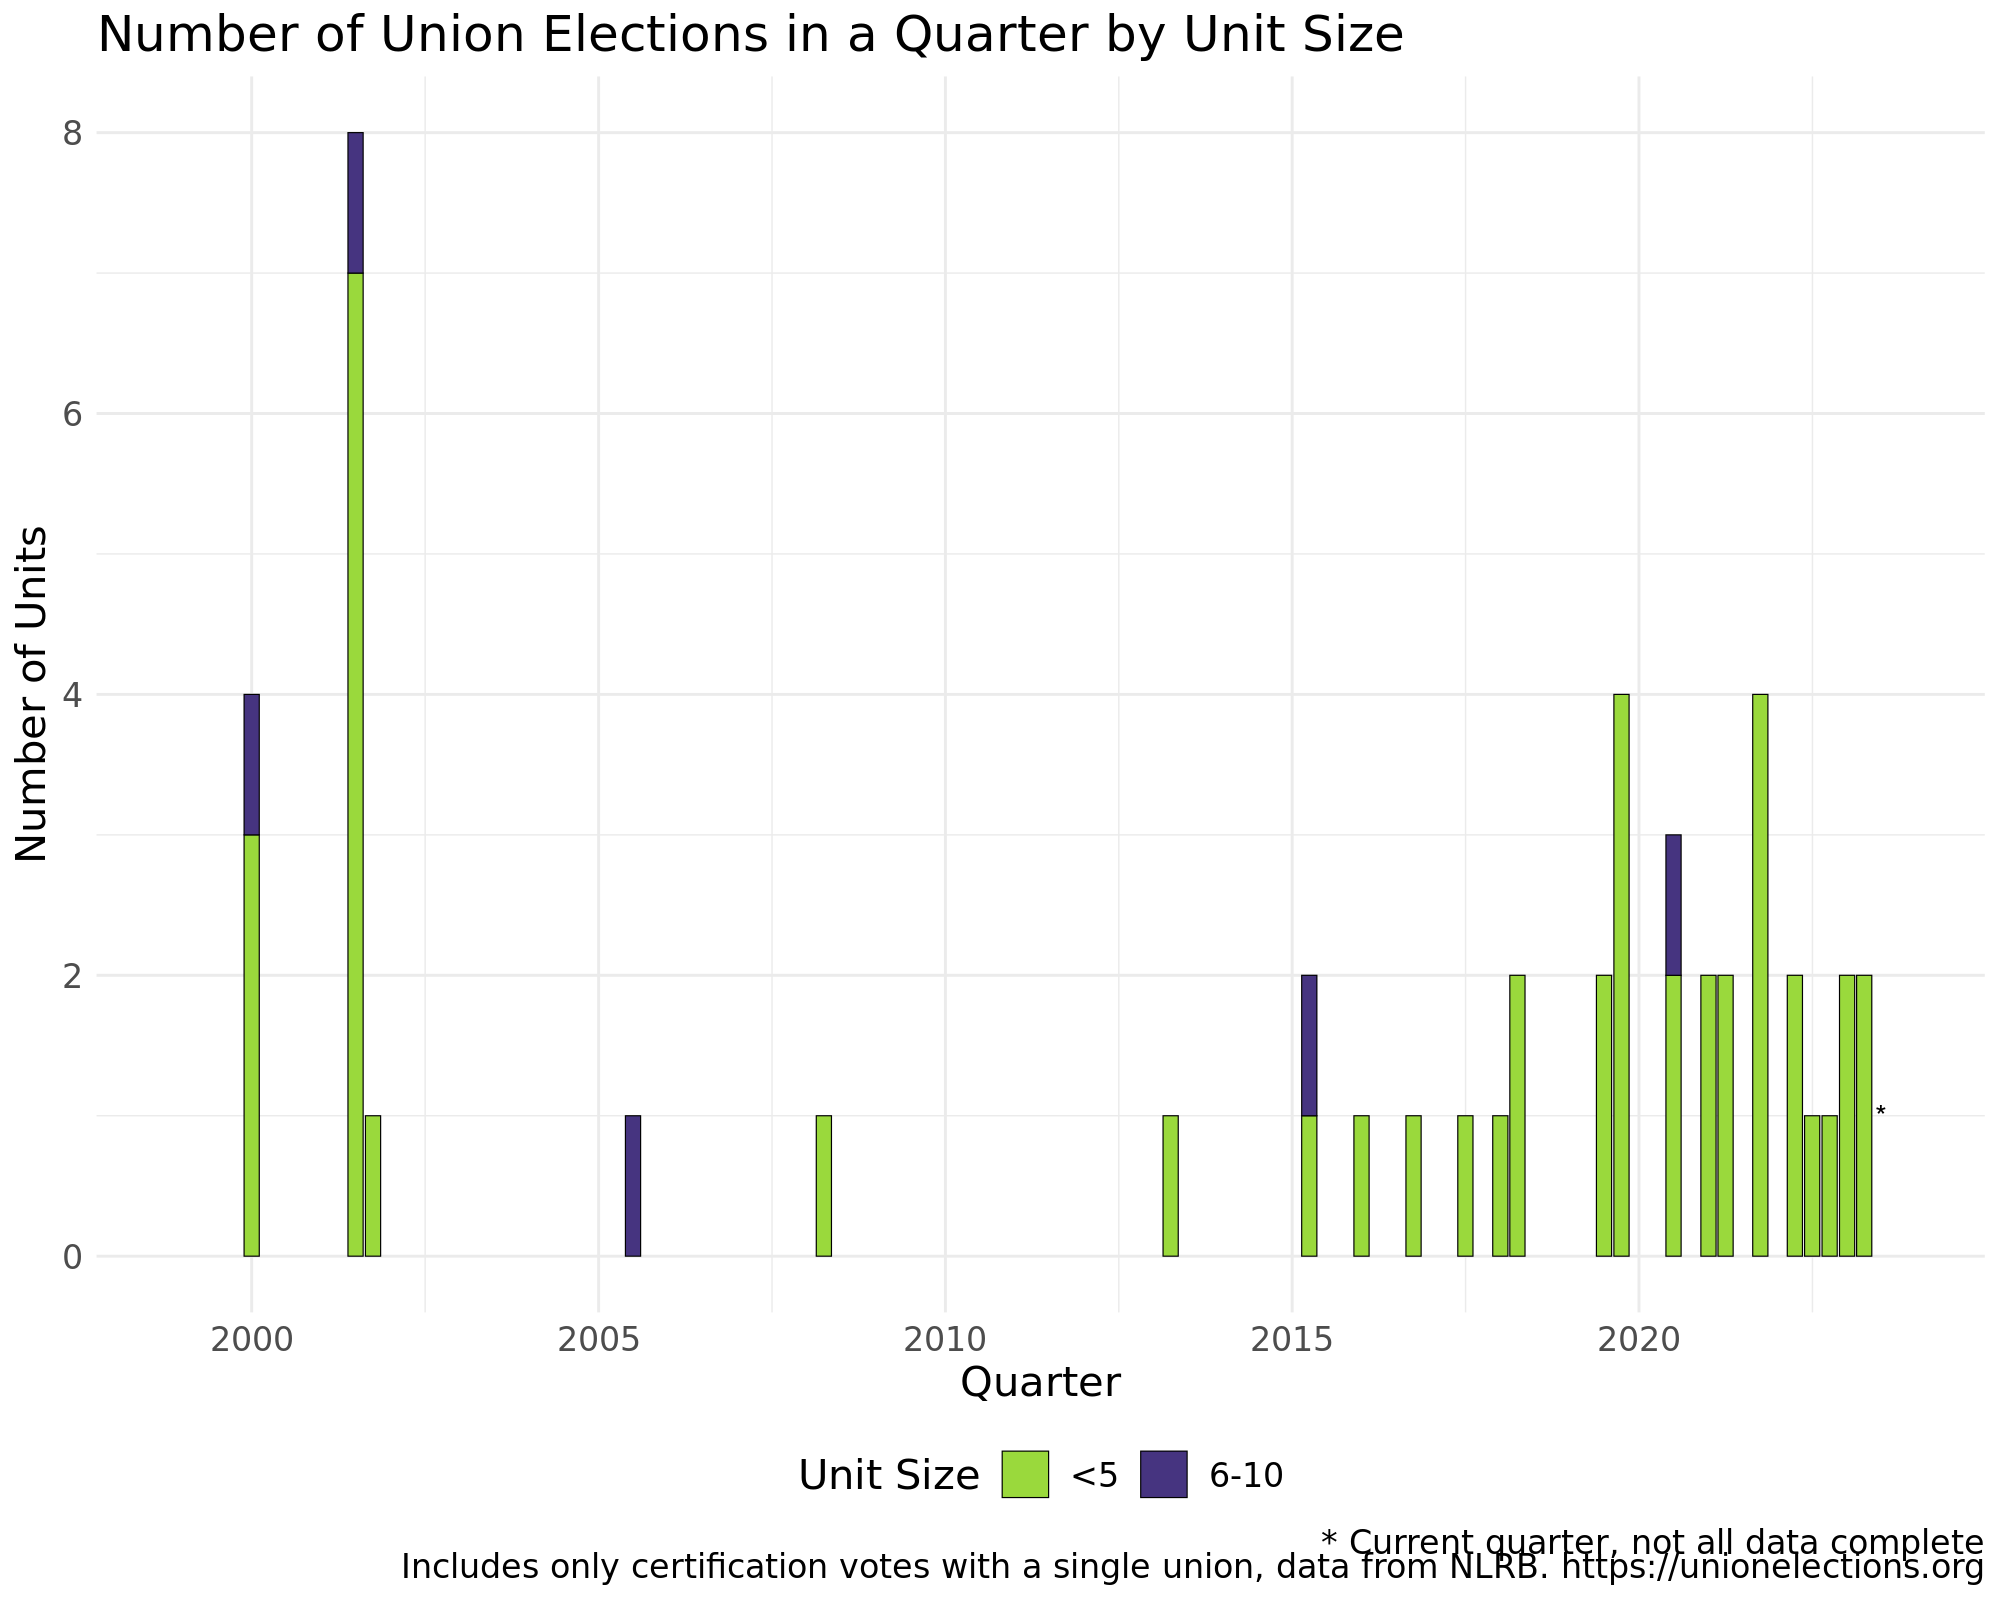 Number of Union Elections in a Quarter by Unit Size
Number of Units
8
6
4
2
0
*
2000 2005 2010 2015 2020
Quarter
Unit Size <5 6-10
* Current quarter, not all data complete
Includes only certification votes with a single union, data from NLRB. https://unionelections.org